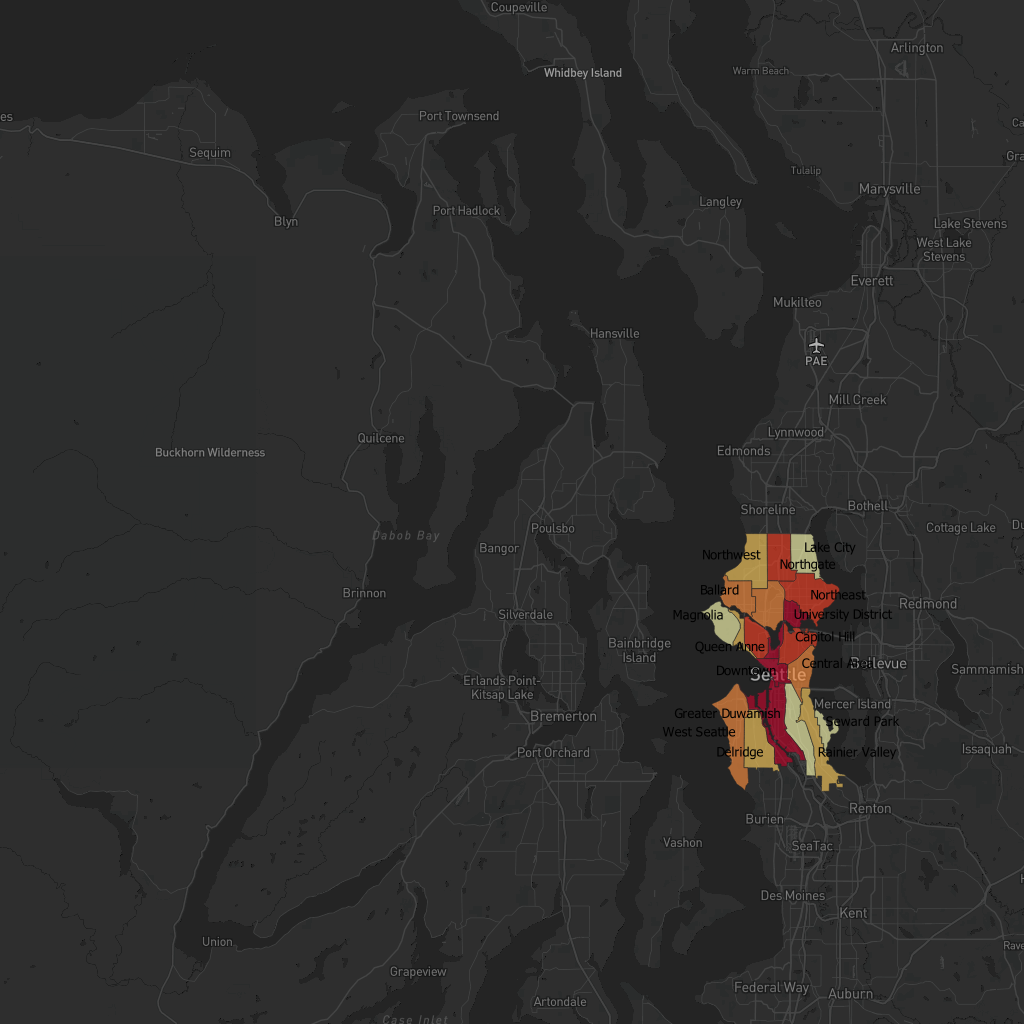 Coupeville
Arlington
Whidbey Island
Warm Beach
Port Townsend
es
Ca
Sequim
Gra
Tulalip
Marysville
Langley
Port Hadlock
Blyn
Lake Stevens
West Lake
Stevens
Everett
Mukilteo
Hansville
PAE
Mill Creek
Lynnwood
Quilcene
Edmonds
Buckhorn Wilderness
Bothell
Shoreline
Cottage Lake
Du
Poulsbo
Dabob Bay
Bangor
Lake City
Northwest
Northgate
Ballard
Brinnon
Northeast
Redmond
Silverdale
Magnolia
University District
Capitol Hill
Bainbridge
Island
Queen Anne
Central Area
Bellevue
Downtown
Seattle
Sammamish
Erlands Point-
Kitsap Lake
Mercer Island
Greater Duwamish
Bremerton
Seward Park
West Seattle
Issaquah
Port Orchard
Delridge
Rainier Valley
Renton
Burien
Vashon
SeaTac
Des Moines
Kent
Union
Rave
Grapeview
Federal Way
Auburn
Artondale
Case Inlet